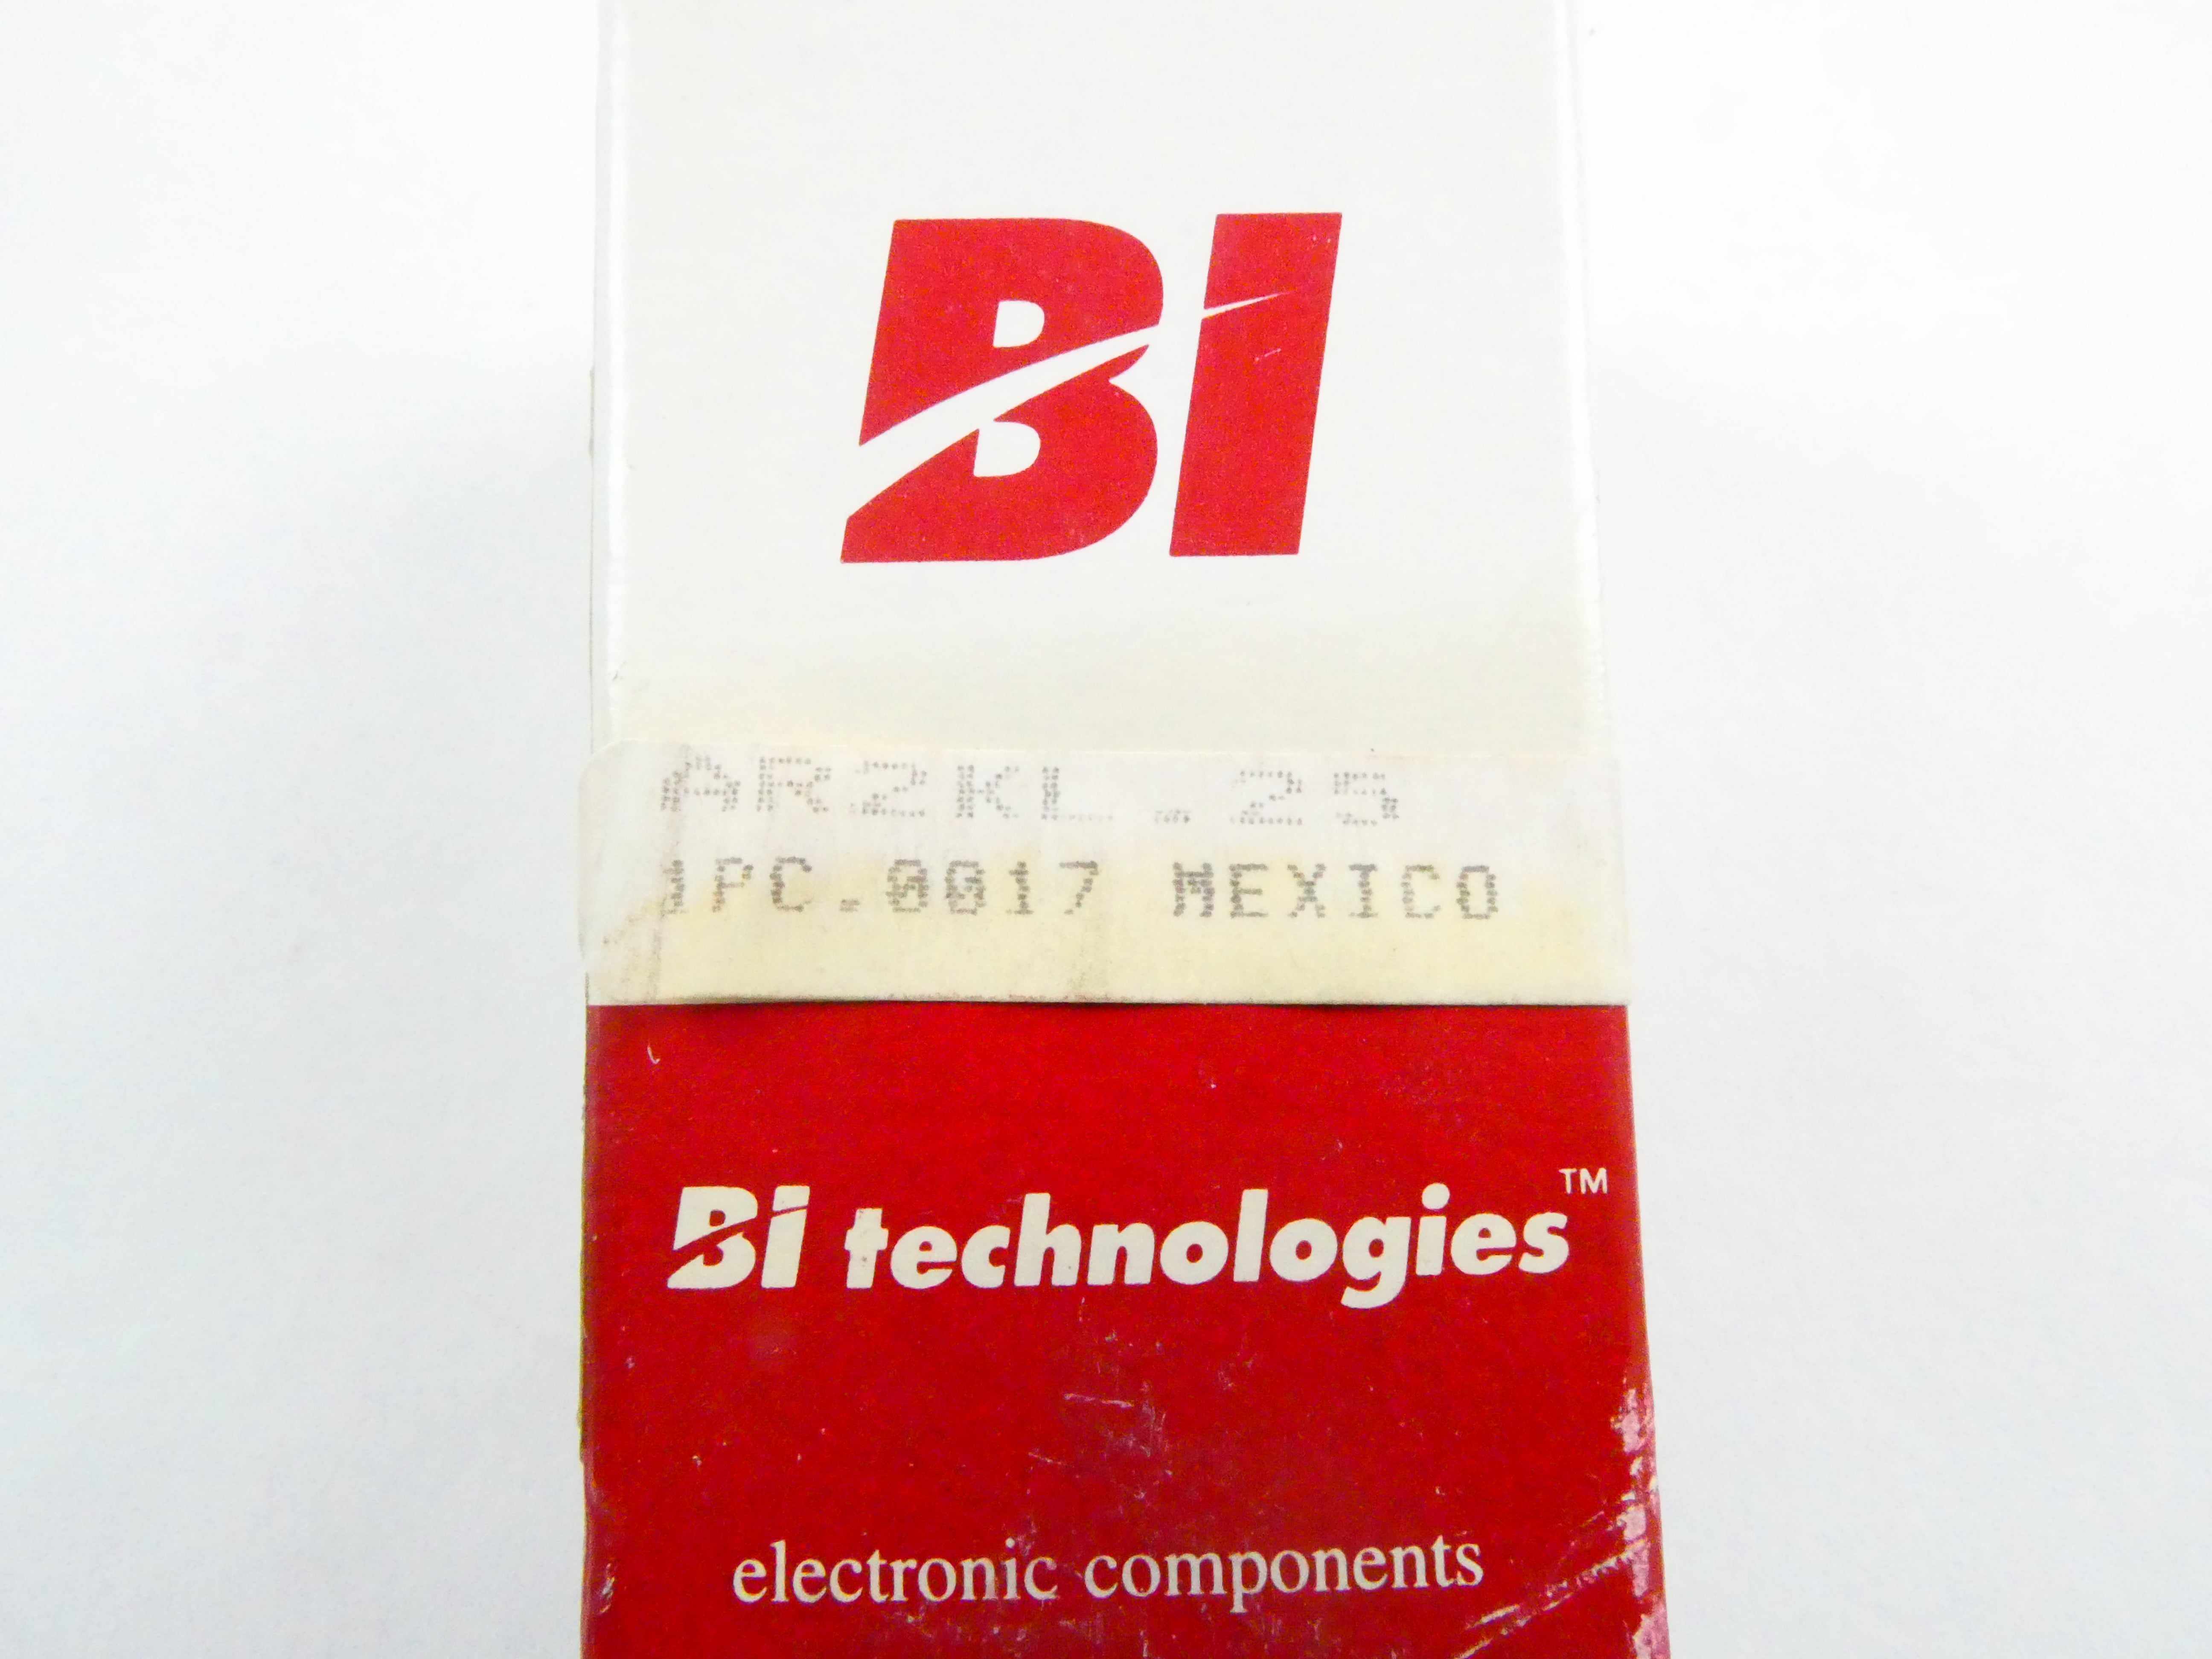 BI
AR2KL.25
1PC.0017 MEXICO
BI technologies™
electronic components